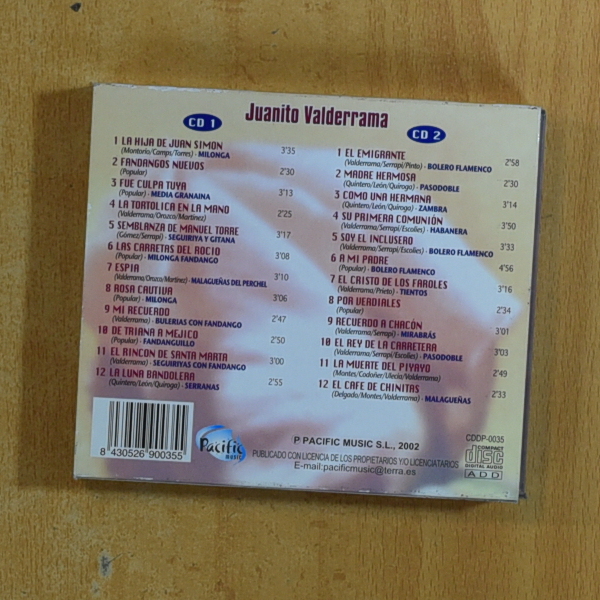 Juanito Valderrama
CD 1
1 LA HIJA DE JUAN SIMON 3'35
(Montorio/Camps/Torres) - MILONGA
2 FANDANGOS NUEVOS 2'30
(Popular)
3 FUE CULPA TUYA 3'13
(Popular) - MEDIA GRANAINA
4 LA TORTOLICA EN LA MANO 2'25
(Valderrama/Orozco/Martinez)
5 SEMBLANZA DE MANUEL TORRE 3'17
(Gómez/Serrapi) - SEGUIRIYA Y GITANA
6 LAS CARRETAS DEL ROCIO 3'08
(Popular) - MILONGA FANDANGO
7 ESPIA 3'10
(Valderrama/Orozco/Martinez) - MALAGUEÑAS DEL PERCHEL
8 ROSA CAUTIVA 3'06
(Popular) - MILONGA
9 MI RECUERDO 2'47
(Valderrama) - BULERIAS CON FANDANGO
10 DE TRIANA A MEJICO 2'50
(Popular) - FANDANGUILLO
11 EL RINCON DE SANTA MARTA 3'00
(Valderrama) - SEGUIRIYAS CON FANDANGO
12 LA LUNA BANDOLERA 2'55
(Quintero/León/Quiroga) - SERRANAS
CD 2
1 EL EMIGRANTE 2'58
(Valderrama/Serrapi/Pinto) - BOLERO FLAMENCO
2 MADRE HERMOSA 2'30
(Quintero/León/Quiroga) - PASODOBLE
3 COMO UNA HERMANA 3'14
(Quintero/León/Quiroga) - ZAMBRA
4 SU PRIMERA COMUNIÓN 3'50
(Valderrama/Serrapi/Escolies) - HABANERA
5 SOY EL INCLUSERO 3'33
(Valderrama/Serrapi/Escolies) - BOLERO FLAMENCO
6 A MI PADRE 4'56
(Popular) - BOLERO FLAMENCO
7 EL CRISTO DE LOS FAROLES 3'16
(Valderrama/Prieto) - TIENTOS
8 POR VERDIALES 2'34
(Popular)
9 RECUERDO A CHACÓN 3'01
(Valderrama/Serrapi) - MIRABRÁS
10 EL REY DE LA CARRETERA 3'03
(Valderrama/Serrapi/Escolies) - PASODOBLE
11 LA MUERTE DEL PIYAYO 2'49
(Montes/Codoñer/Ulecia/Valderrama)
12 EL CAFE DE CHINITAS 2'33
(Delgado/Montes/Valderrama) - MALAGUEÑAS
8 430526 900355
Pacific
music
P PACIFIC MUSIC S.L., 2002
PUBLICADO CON LICENCIA DE LOS PROPIETARIOS Y/O LICENCIATARIOS
E-mail:pacificmusic@terra.es
CDDP-0035
COMPACT
disc
DIGITAL AUDIO
ADD